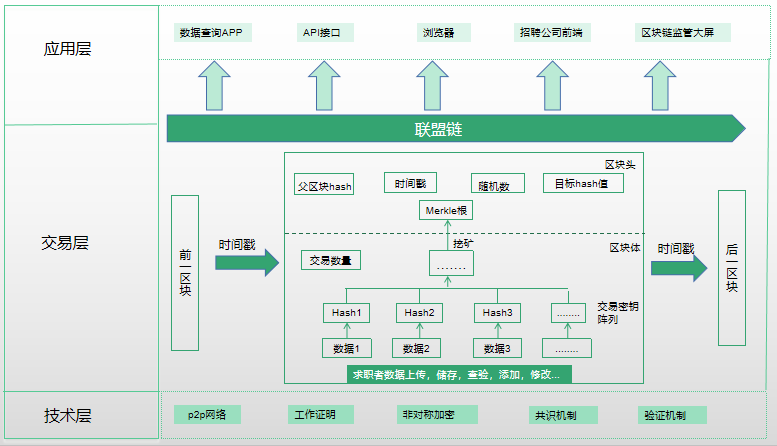 应用层
数据查询APP
API接口
浏览器
招聘公司前端
区块链监管大屏
联盟链
交易层
前一区块
时间戳
区块头
父区块hash
时间戳
随机数
目标hash值
Merkle根
挖矿
区块体
交易数量
.......
Hash1
Hash2
Hash3
........
交易密钥
阵列
数据1
数据2
数据3
........
求职者数据上传，储存，查验，添加，修改...
时间戳
后一区块
技术层
p2p网络
工作证明
非对称加密
共识机制
验证机制